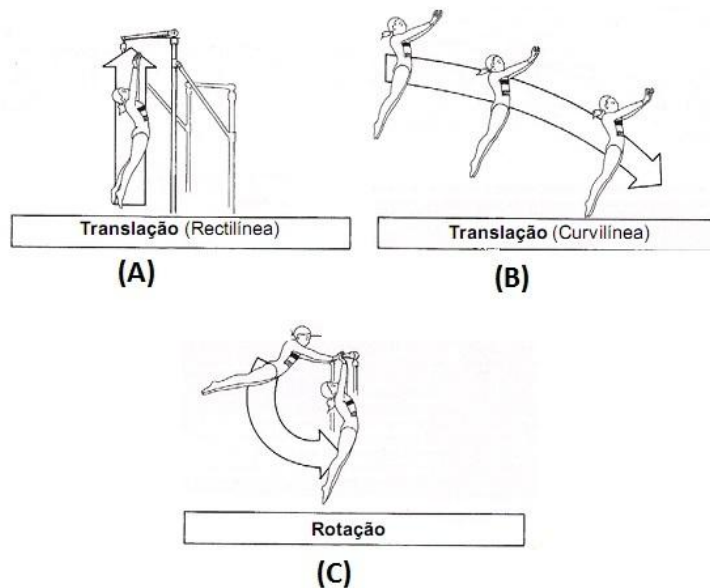 Translação (Rectilínea)
(A)
Translação (Curvilínea)
(B)
Rotação
(C)